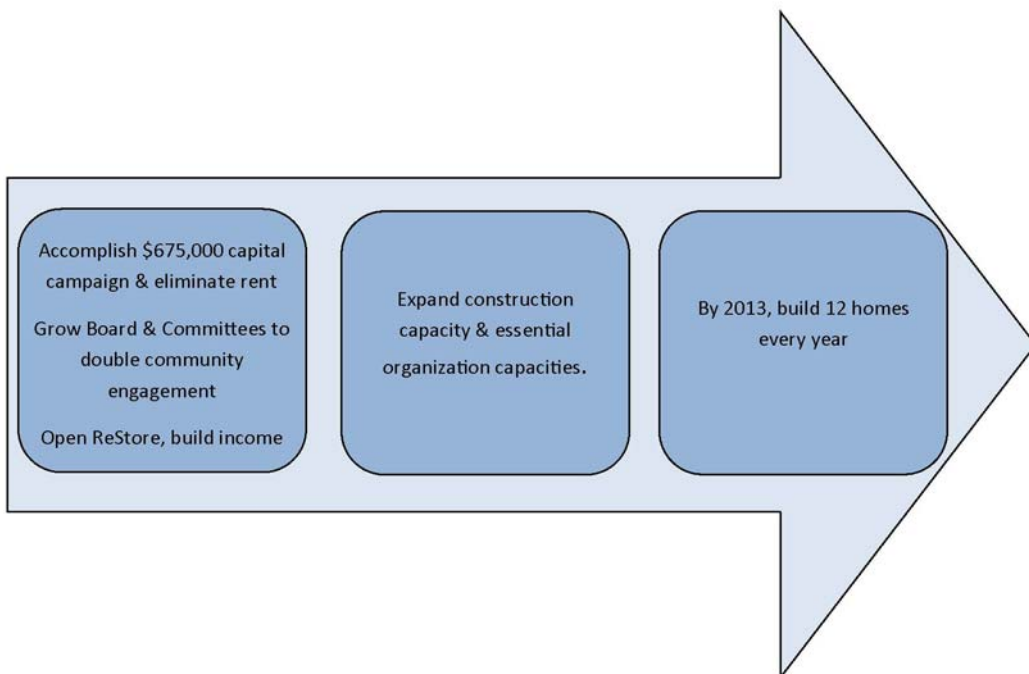 Accomplish $675,000 capital
campaign & eliminate rent
Grow Board & Committees to
double community
engagement
Open ReStore, build income
Expand construction
capacity & essential
organization capacities.
By 2013, build 12 homes
every year